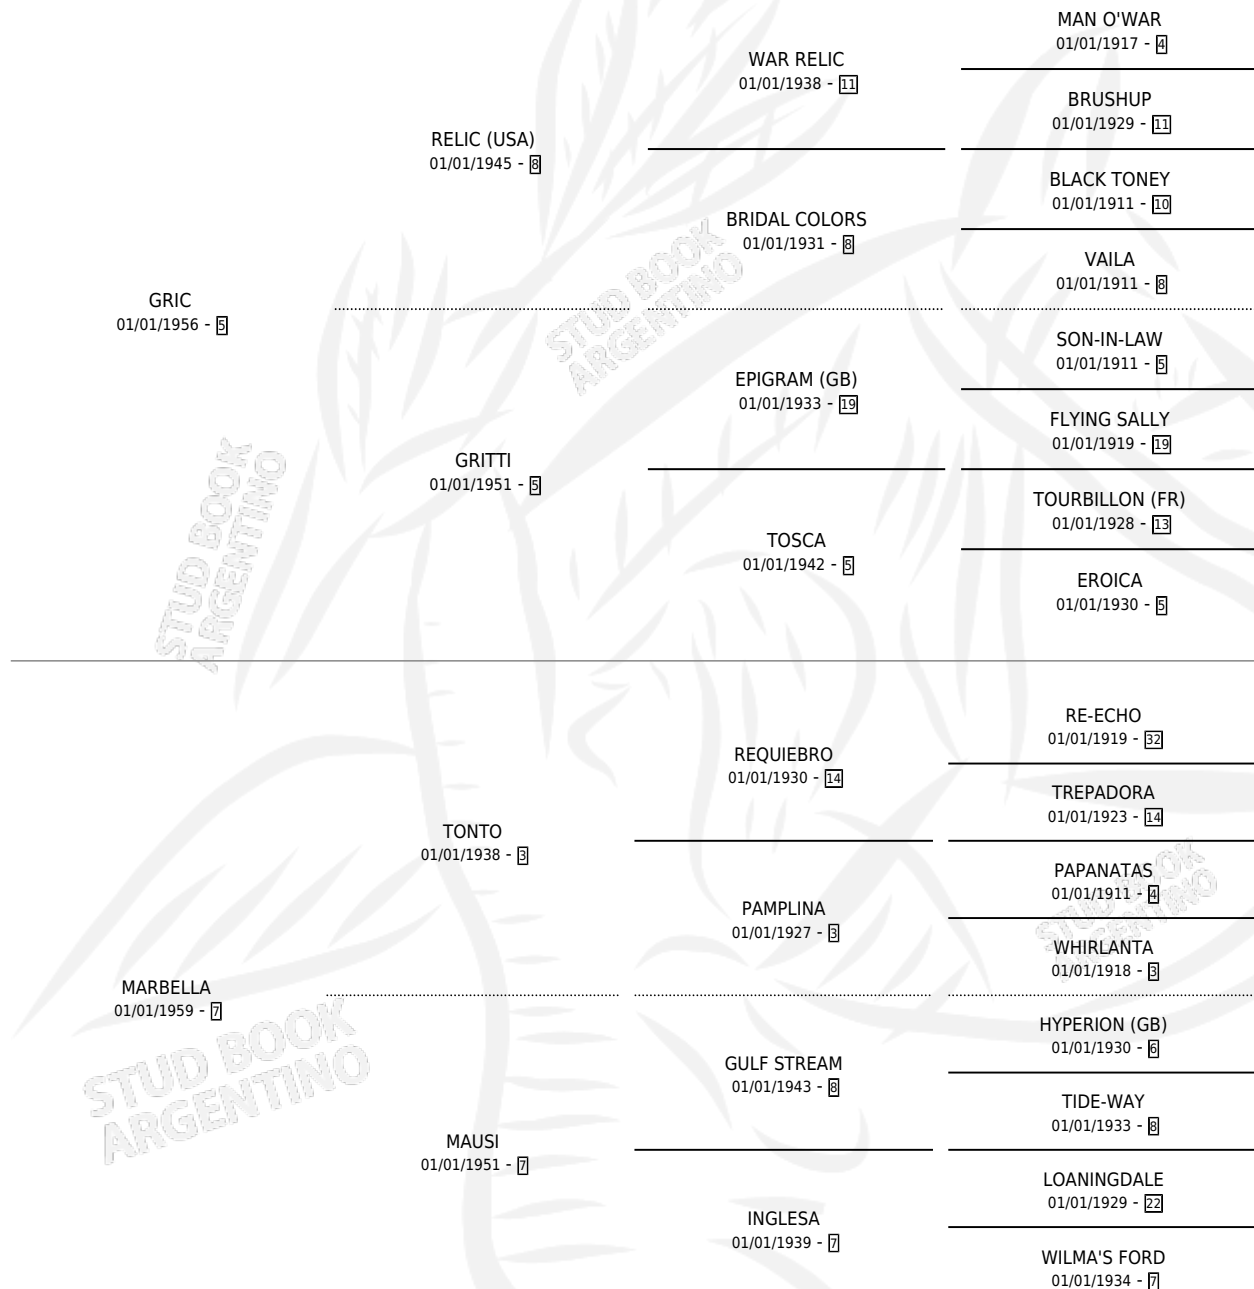 MAN O'WAR
01/01/1917 - 4
WAR RELIC
01/01/1938 - 11
BRUSHUP
01/01/1929 - 11
RELIC (USA)
01/01/1945 - 8
BLACK TONEY
01/01/1911 - 10
BRIDAL COLORS
01/01/1931 - 8
VAILA
01/01/1911 - 8
GRIC
01/01/1956 - 5
STUD BOOK
ARGENTINO
SON-IN-LAW
01/01/1911 - 5
EPIGRAM (GB)
01/01/1933 - 19
FLYING SALLY
01/01/1919 - 19
GRITTI
01/01/1951 - 5
TOURBILLON (FR)
01/01/1928 - 13
TOSCA
01/01/1942 - 5
EROICA
01/01/1930 - 5
STUD BOOK
ARGENTINO
RE-ECHO
01/01/1919 - 32
REQUIEBRO
01/01/1930 - 14
TREPADORA
01/01/1923 - 14
TONTO
01/01/1938 - 3
PAPANATAS
01/01/1911 - 4
PAMPLINA
01/01/1927 - 3
WHIRLANTA
01/01/1918 - 3
STUD BOOK
ARGENTINO
MARBELLA
01/01/1959 - 7
HYPERION (GB)
01/01/1930 - 6
GULF STREAM
01/01/1943 - 8
TIDE-WAY
01/01/1933 - 8
STUD BOOK
ARGENTINO
MAUSI
01/01/1951 - 7
LOANINGDALE
01/01/1929 - 22
INGLESA
01/01/1939 - 7
WILMA'S FORD
01/01/1934 - 7